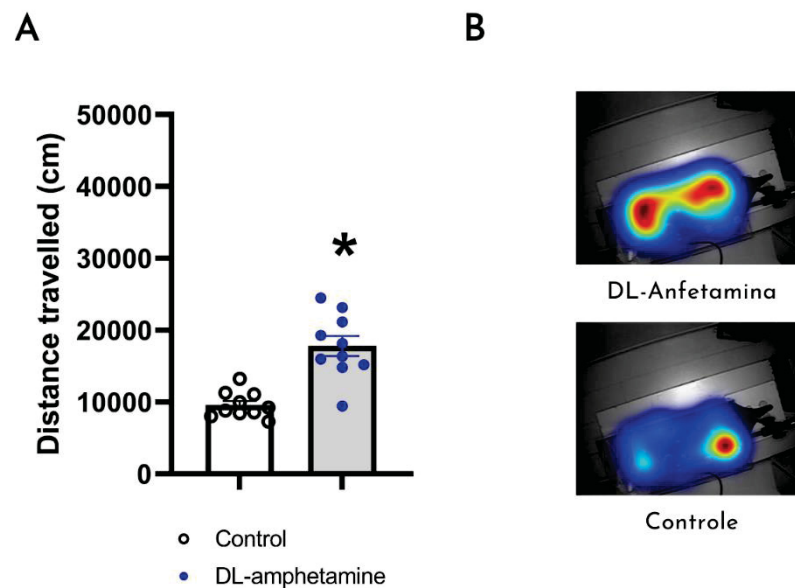 A
B
50000
40000
30000
20000
10000
0
Distance travelled (cm)
*
Control
DL-amphetamine
DL-Anfetamina
Controle